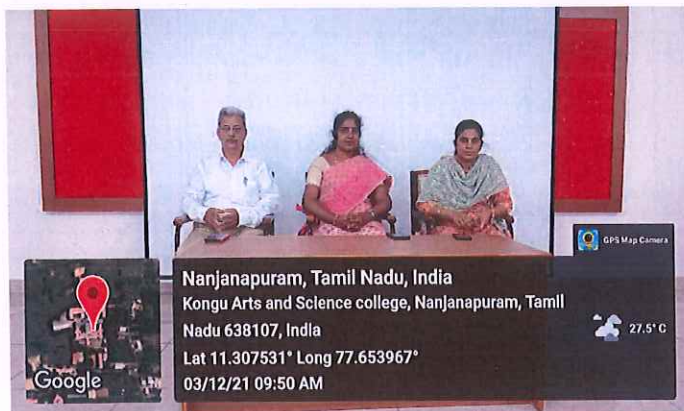 GPS Map Camera
Nanjanapuram, Tamil Nadu, India
Kongu Arts and Science college, Nanjanapuram, Tamil
Nadu 638107, India
Lat 11.307531° Long 77.653967°
03/12/21 09:50 AM
27.5° C
Google